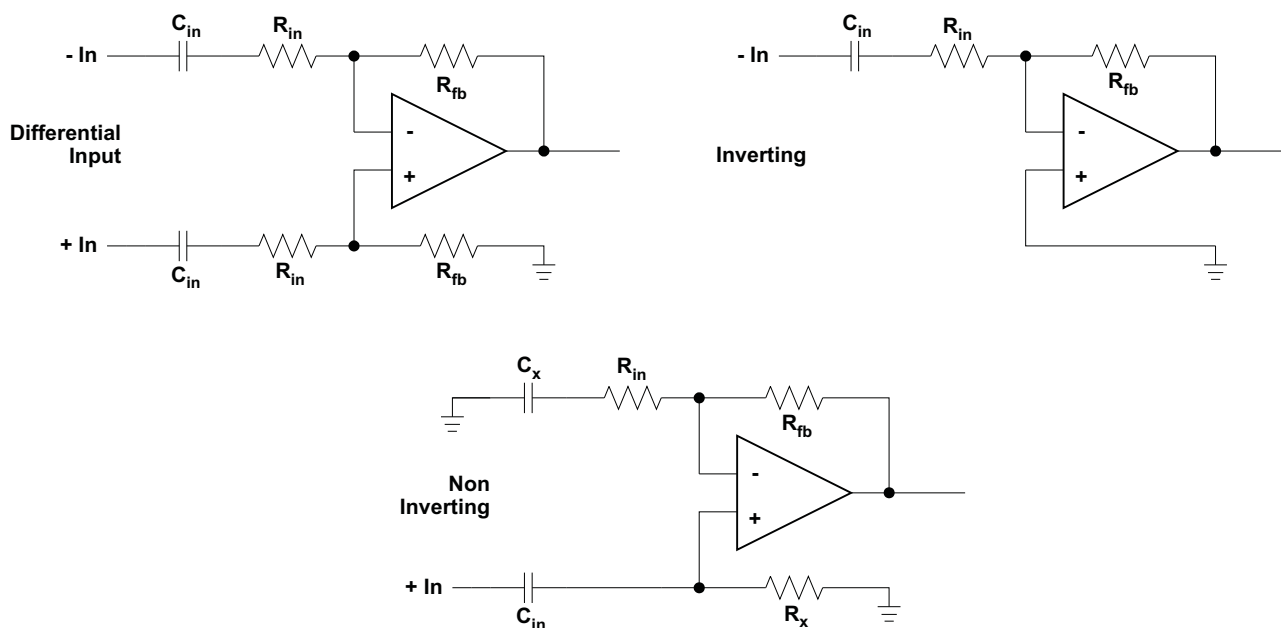 C_in
R_in
- In
R_fb
Differential
Input
-
+
+ In
C_in
R_in
R_fb
C_in
R_in
- In
R_fb
Inverting
-
+
C_x
R_in
R_fb
Non
Inverting
-
+
+ In
C_in
R_x